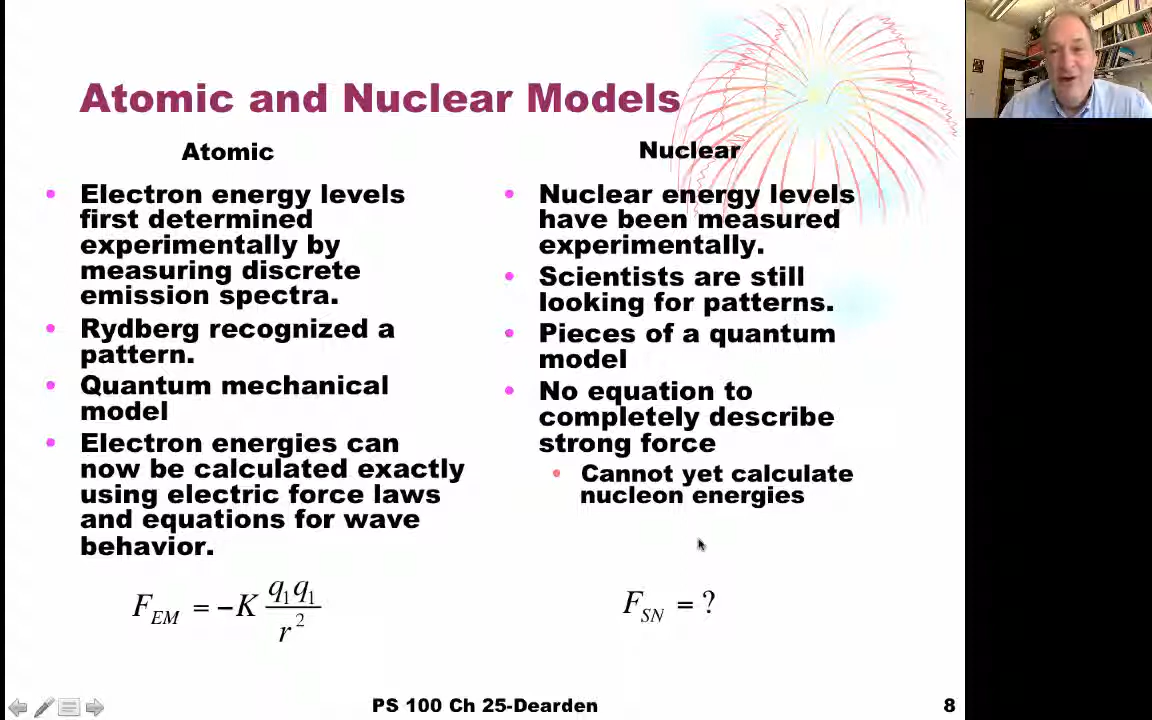 Atomic and Nuclear Models
Atomic
Electron energy levels
first determined
experimentally by
measuring discrete
emission spectra.
Rydberg recognized a
pattern.
Quantum mechanical
model
Electron energies can
now be calculated exactly
using electric force laws
and equations for wave
behavior.
F_EM = -K q₁q₁ / r²
Nuclear
Nuclear energy levels
have been measured
experimentally.
Scientists are still
looking for patterns.
Pieces of a quantum
model
No equation to
completely describe
strong force
Cannot yet calculate
nucleon energies
F_SN = ?
PS 100 Ch 25-Dearden
8